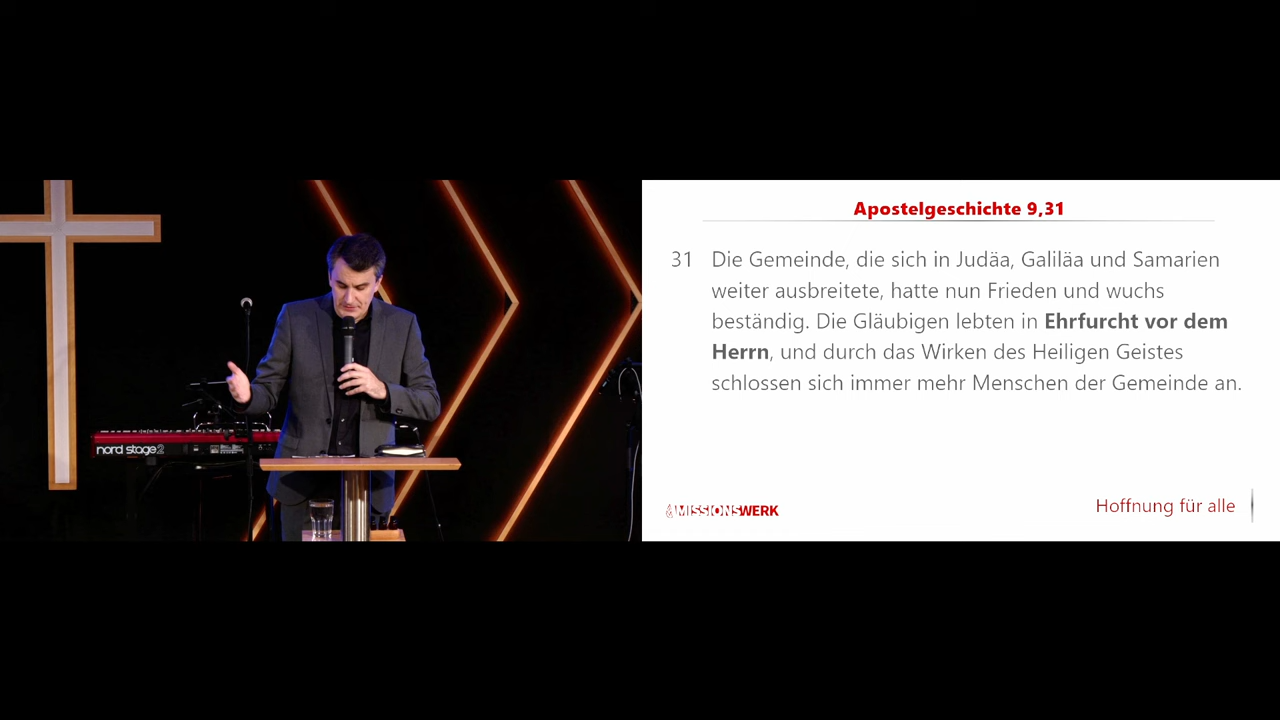 nord stage 2
Apostelgeschichte 9,31
31 Die Gemeinde, die sich in Judäa, Galiläa und Samarien
weiter ausbreitete, hatte nun Frieden und wuchs
beständig. Die Gläubigen lebten in Ehrfurcht vor dem
Herrn, und durch das Wirken des Heiligen Geistes
schlossen sich immer mehr Menschen der Gemeinde an.
MISSIONSWERK
Hoffnung für alle